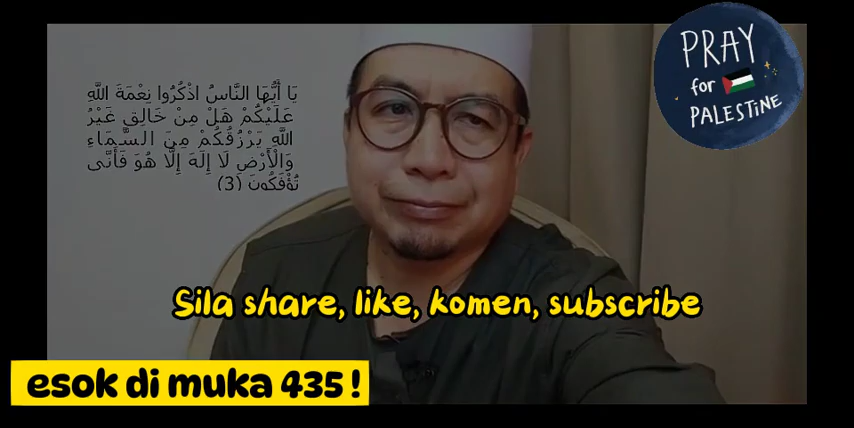 يَا أَيُّهَا النَّاسُ اذْكُرُوا نِعْمَةَ اللَّهِ
عَلَيْكُمْ هَلْ مِنْ خَالِقٍ غَيْرُ
اللَّهِ يَرْزُقُكُمْ مِنَ السَّمَاءِ
وَالْأَرْضِ لَا إِلَهَ إِلَّا هُوَ فَأَنَّى
تُؤْفَكُونَ (3)
PRAY
for
PALESTINE
Sila share, like, komen, subscribe
esok di muka 435 !